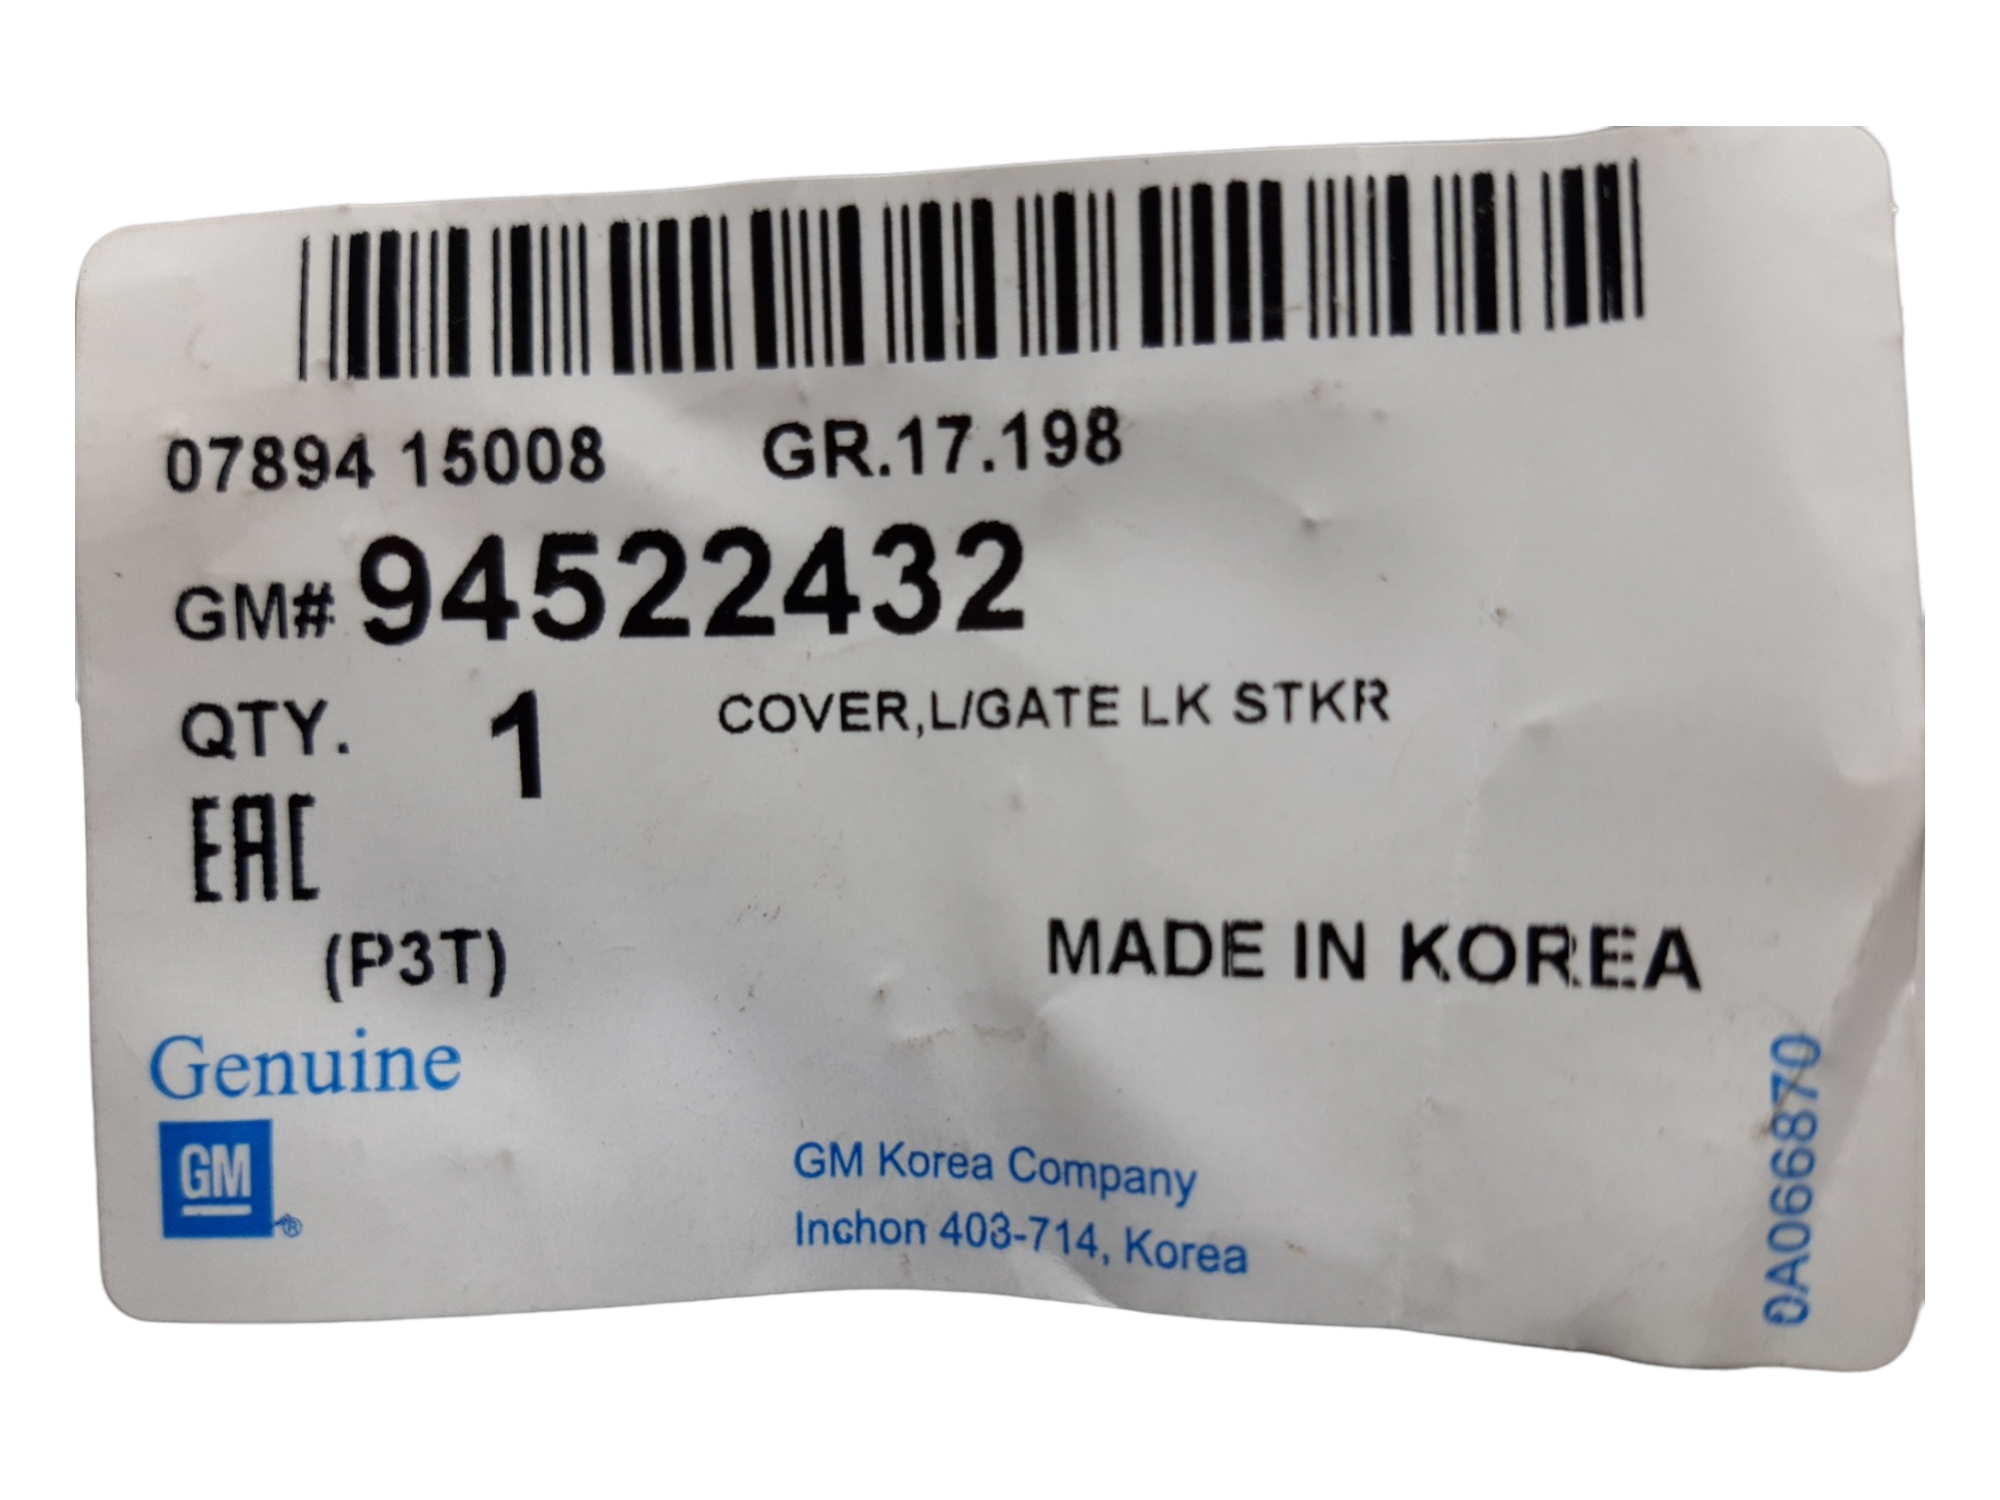 07894 15008 GR.17.198
GM# 94522432
QTY. 1 COVER,L/GATE LK STKR
EAC
(P3T) MADE IN KOREA
Genuine
GM ®
GM Korea Company
Inchon 403-714, Korea
0A066870